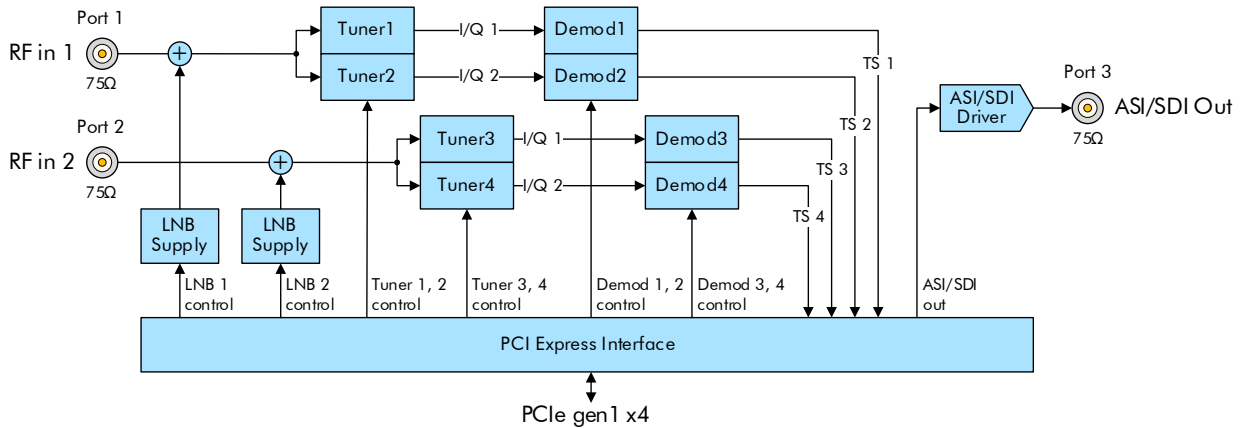 Port 1
RF in 1
75Ω
+
Tuner1
Tuner2
I/Q 1
I/Q 2
Demod1
Demod2
TS 1
TS 2
TS 3
TS 4
Port 2
RF in 2
75Ω
+
Tuner3
Tuner4
I/Q 1
I/Q 2
Demod3
Demod4
ASI/SDI
Driver
Port 3
ASI/SDI Out
75Ω
LNB
Supply
LNB
Supply
LNB 1
control
LNB 2
control
Tuner 1, 2
control
Tuner 3, 4
control
Demod 1, 2
control
Demod 3, 4
control
ASI/SDI
out
PCI Express Interface
PCIe gen1 x4